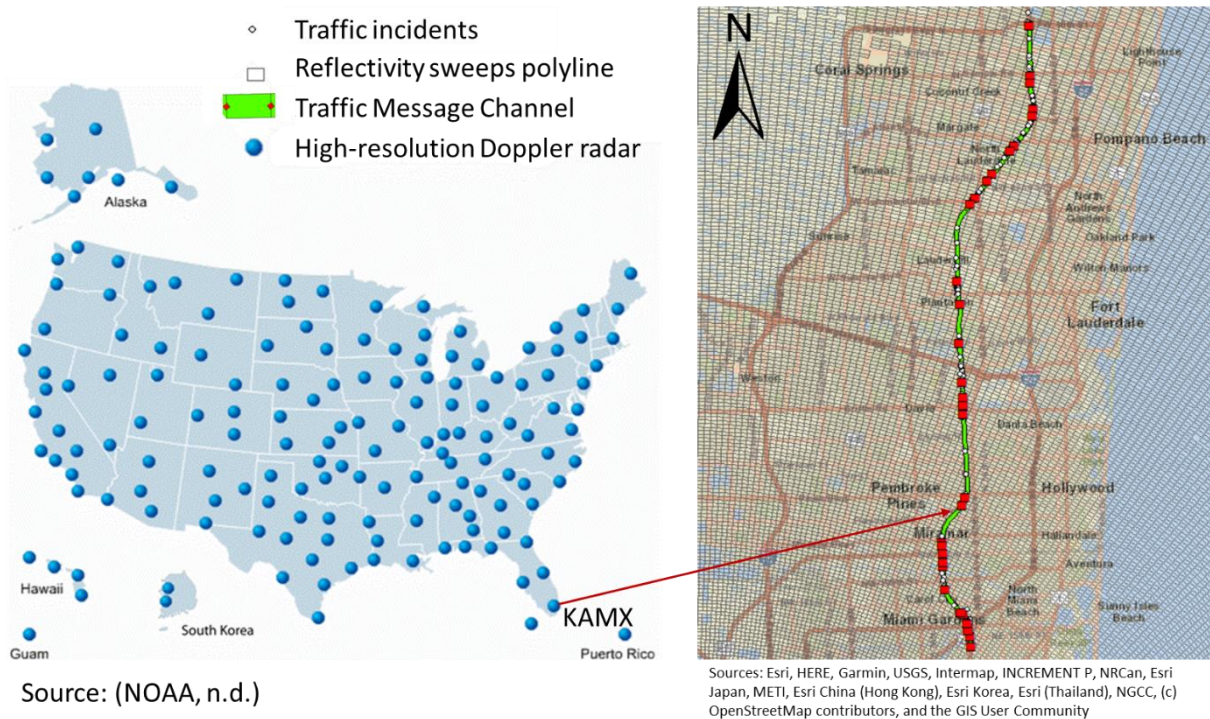 Traffic incidents
Reflectivity sweeps polyline
Traffic Message Channel
High-resolution Doppler radar
Alaska
Hawaii
Guam
South Korea
KAMX
Puerto Rico
Source: (NOAA, n.d.)
N
Coral Springs
Coconut Creek
Lighthouse
Point
Margate
Pompano Beach
North
Lauderdale
Tamarac
North
Andrews
Gardens
Oakland Park
Sunrise
Wilton Manors
Plantation
Fort
Lauderdale
Weston
Davie
Dania Beach
Pembroke
Pines
Hollywood
Miramar
Hallandale
Aventura
North
Miami
Beach
Miami Gardens
Sunny Isles
Beach
Sources: Esri, HERE, Garmin, USGS, Intermap, INCREMENT P, NRCan, Esri
Japan, METI, Esri China (Hong Kong), Esri Korea, Esri (Thailand), NGCC, (c)
OpenStreetMap contributors, and the GIS User Community